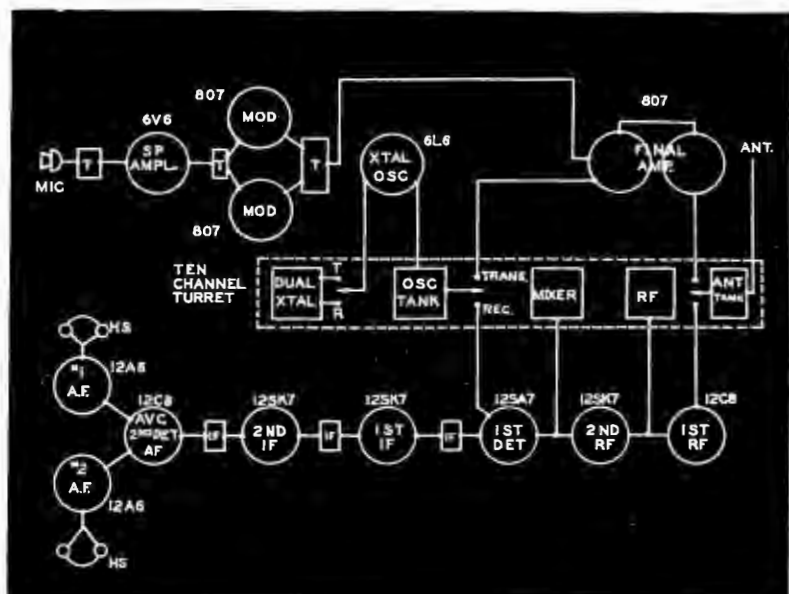 807
6V6
MOD
807
6L6
MIC
T
SP
AMPL.
T
T
XTAL
OSC
FINAL
AMP.
ANT.
MOD
807
TEN
CHANNEL
TURRET
DUAL
XTAL
T
R
OSC
TANK
TRANS.
REC.
MIXER
RF
ANT
TANK
HS
#1
A.F.
12A6
12C8
AVC
2ND DET
AF
IF
12SK7
2ND
IF
IF
12SK7
1ST
IF
IF
12SA7
1ST
DET
12SK7
2ND
RF
12C8
1ST
RF
#2
A.F.
12A6
HS